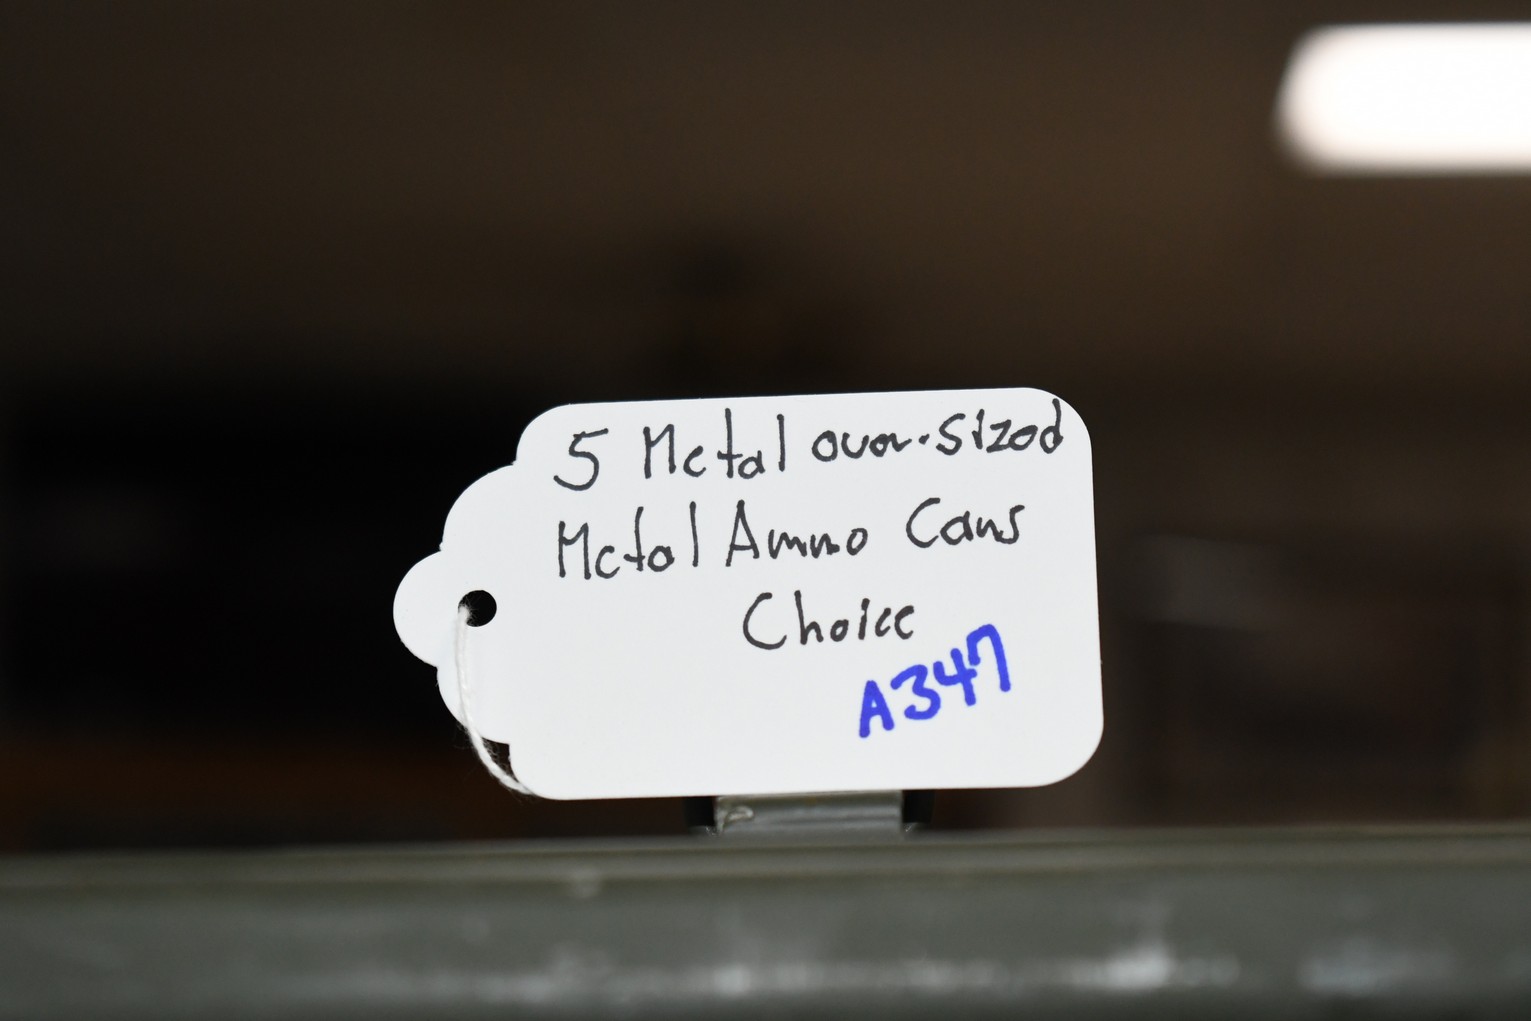 5 Metal over-sized
Metal Ammo Cans
Choice
A347